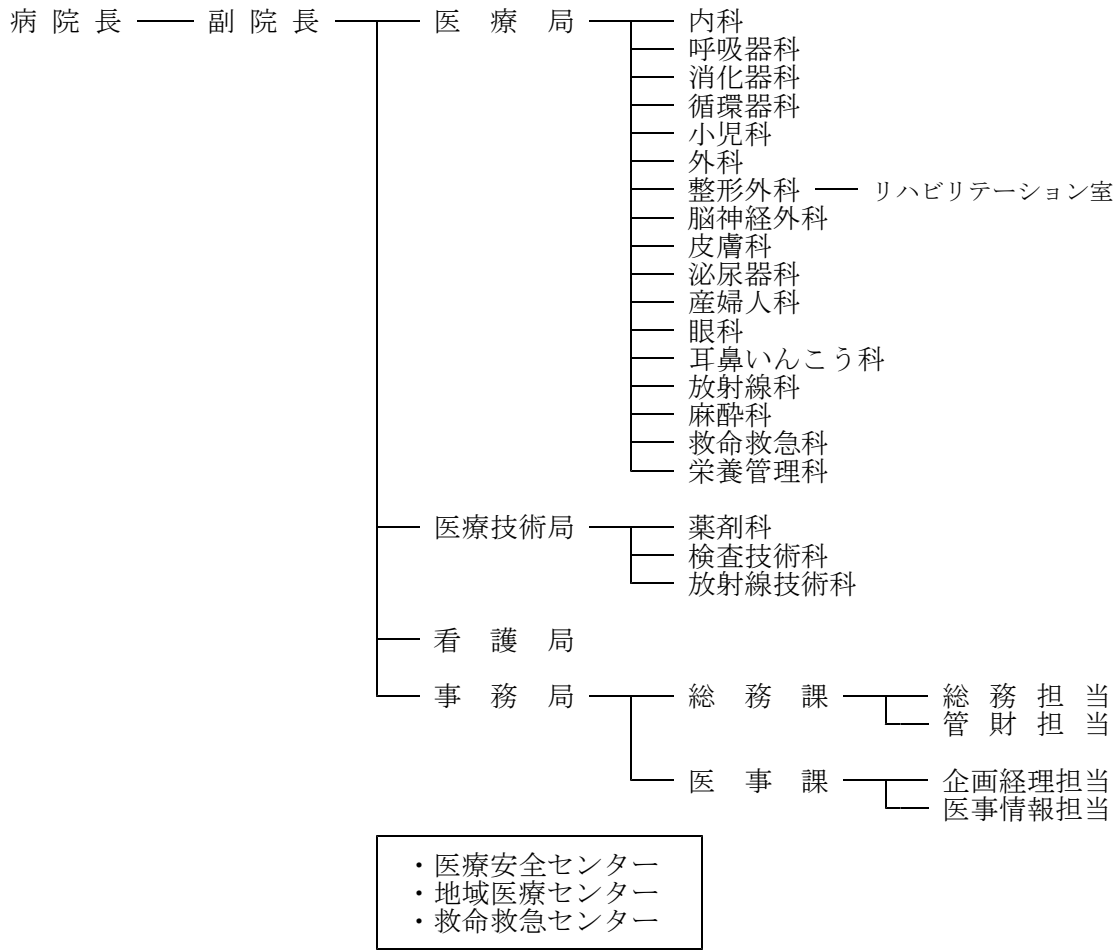 病院長 副院長 医療局 内科
呼吸器科
消化器科
循環器科
小児科
外科
整形外科 リハビリテーション室
脳神経外科
皮膚科
泌尿器科
産婦人科
眼科
耳鼻いんこう科
放射線科
麻酔科
救命救急科
栄養管理科
医療技術局 薬剤科
検査技術科
放射線技術科
看護局
事務局 総務課 総務担当
管財担当
医事課 企画経理担当
医事情報担当
・医療安全センター
・地域医療センター
・救命救急センター